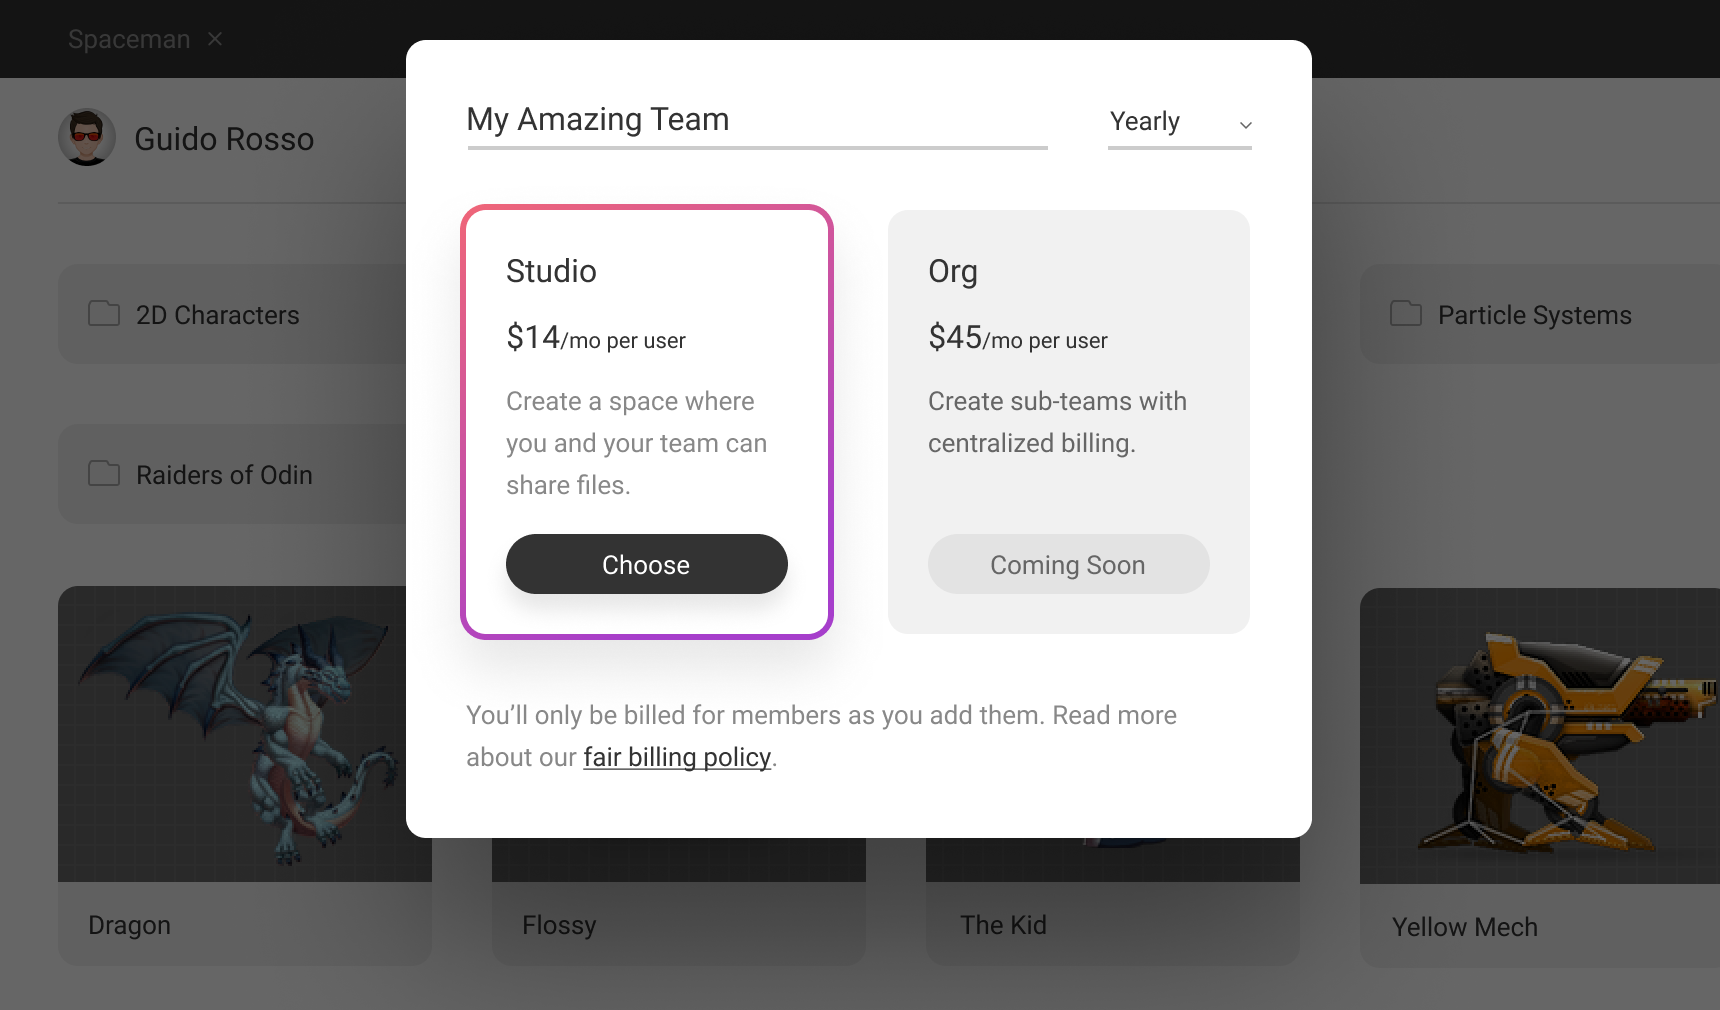 Spaceman
Guido Rosso
My Amazing Team
Yearly
Studio
$14/mo per user
Create a space where
you and your team can
share files.
Choose
Org
$45/mo per user
Create sub-teams with
centralized billing.
Coming Soon
You’ll only be billed for members as you add them. Read more
about our fair billing policy.
2D Characters
Particle Systems
Raiders of Odin
Dragon
Flossy
The Kid
Yellow Mech